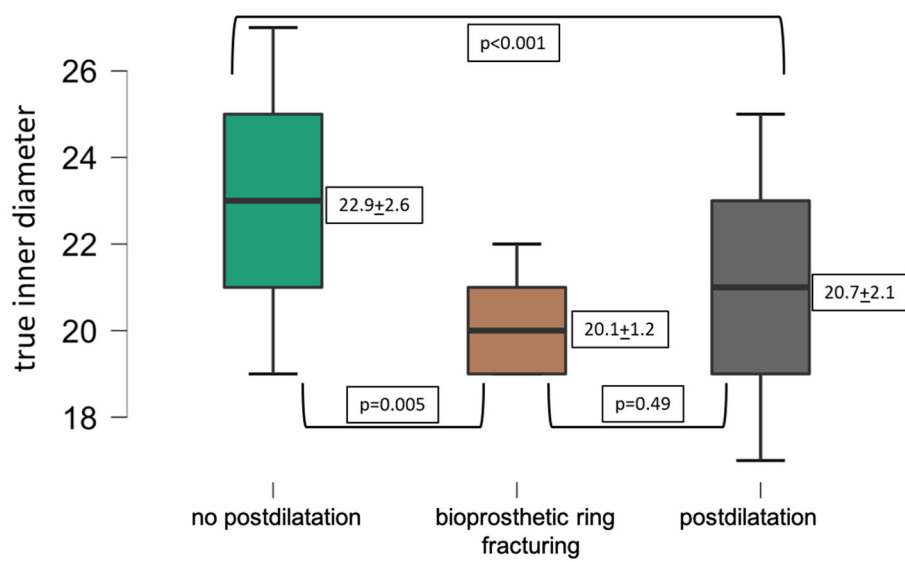 p<0.001
26
24
22
20
18
true inner diameter
22.9±2.6
20.1±1.2
20.7±2.1
p=0.005
p=0.49
no postdilatation
bioprosthetic ring
fracturing
postdilatation